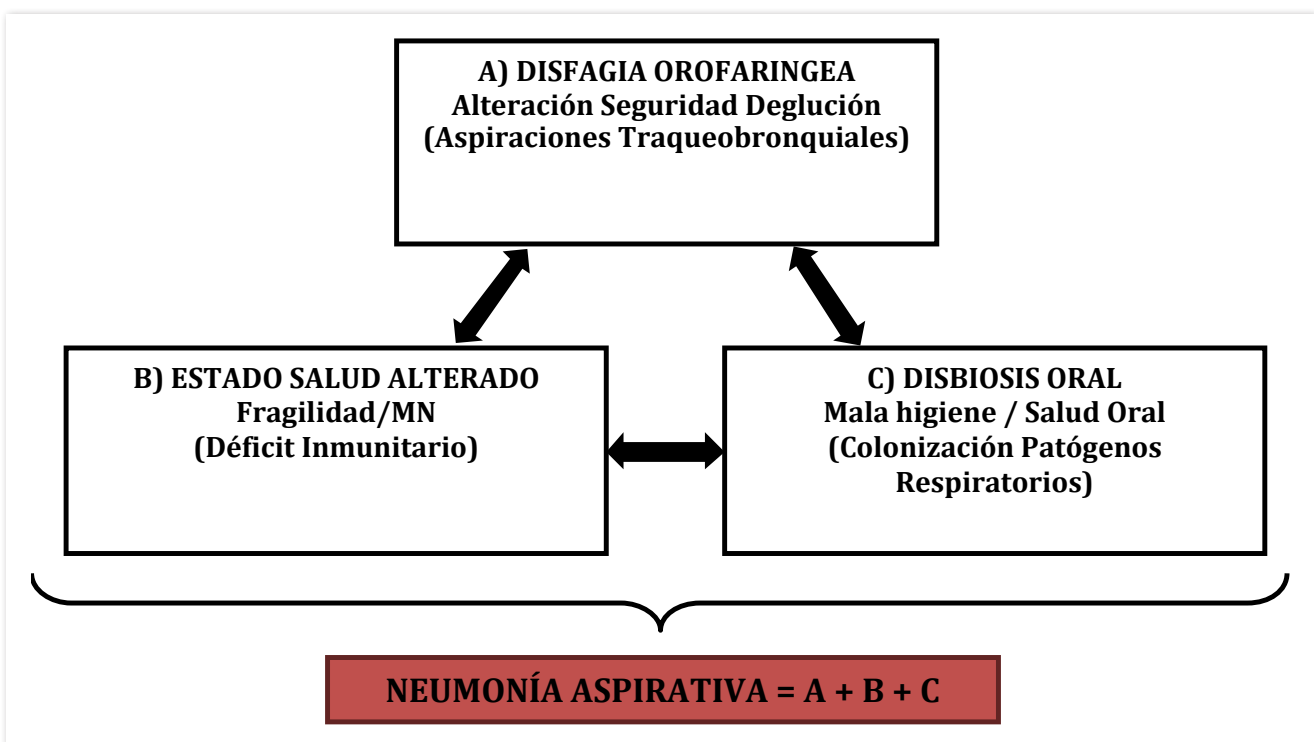 A) DISFAGIA OROFARINGEA
Alteración Seguridad Deglución
(Aspiraciones Traqueobronquiales)
B) ESTADO SALUD ALTERADO
Fragilidad/MN
(Déficit Inmunitario)
C) DISBIOSIS ORAL
Mala higiene / Salud Oral
(Colonización Patógenos
Respiratorios)
NEUMONÍA ASPIRATIVA = A + B + C